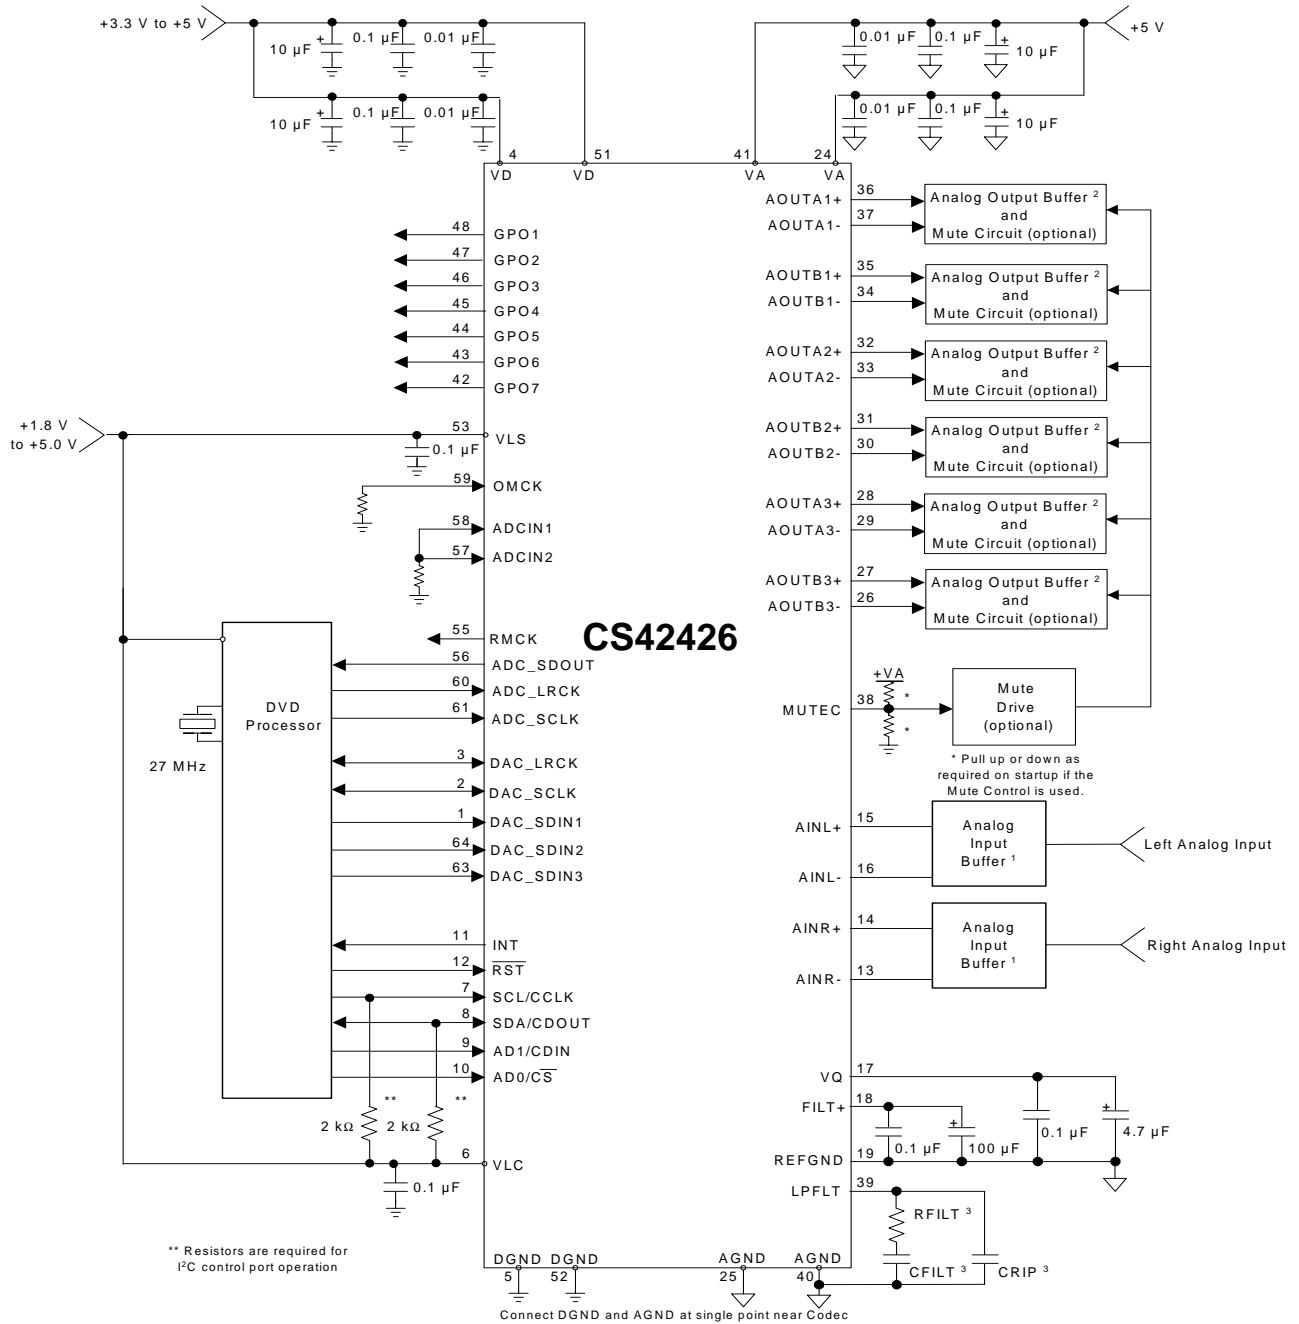 +3.3 V to +5 V
10 µF
+
0.1 µF
0.01 µF
10 µF
+
0.1 µF
0.01 µF
0.01 µF
0.1 µF
+
10 µF
+5 V
0.01 µF
0.1 µF
+
10 µF
4
51
41
24
VD
VD
VA
VA
48
GPO1
47
GPO2
46
GPO3
45
GPO4
44
GPO5
43
GPO6
42
GPO7
+1.8 V
to +5.0 V
53
VLS
0.1 µF
59
OMCK
58
ADCIN1
57
ADCIN2
CS42426
55
RMCK
56
ADC_SDOUT
60
ADC_LRCK
61
ADC_SCLK
3
DAC_LRCK
2
DAC_SCLK
1
DAC_SDIN1
64
DAC_SDIN2
63
DAC_SDIN3
DVD
Processor
27 MHz
11
INT
12
RST
7
SCL/CCLK
8
SDA/CDOUT
9
AD1/CDIN
10
AD0/CS
**
**
2 kΩ
2 kΩ
6
VLC
0.1 µF
** Resistors are required for
I²C control port operation
AOUTA1+
36
AOUTA1-
37
Analog Output Buffer ²
and
Mute Circuit (optional)
AOUTB1+
35
AOUTB1-
34
Analog Output Buffer ²
and
Mute Circuit (optional)
AOUTA2+
32
AOUTA2-
33
Analog Output Buffer ²
and
Mute Circuit (optional)
AOUTB2+
31
AOUTB2-
30
Analog Output Buffer ²
and
Mute Circuit (optional)
AOUTA3+
28
AOUTA3-
29
Analog Output Buffer ²
and
Mute Circuit (optional)
AOUTB3+
27
AOUTB3-
26
Analog Output Buffer ²
and
Mute Circuit (optional)
+VA
*
MUTEC
38
*
Mute
Drive
(optional)
* Pull up or down as
required on startup if the
Mute Control is used.
AINL+
15
AINL-
16
Analog
Input
Buffer ¹
Left Analog Input
AINR+
14
AINR-
13
Analog
Input
Buffer ¹
Right Analog Input
VQ
17
FILT+
18
+
0.1 µF
100 µF
0.1 µF
+
4.7 µF
REFGND
19
LPFLT
39
RFILT ³
CFILT ³
CRIP ³
DGND
DGND
AGND
AGND
5
52
25
40
Connect DGND and AGND at single point near Codec